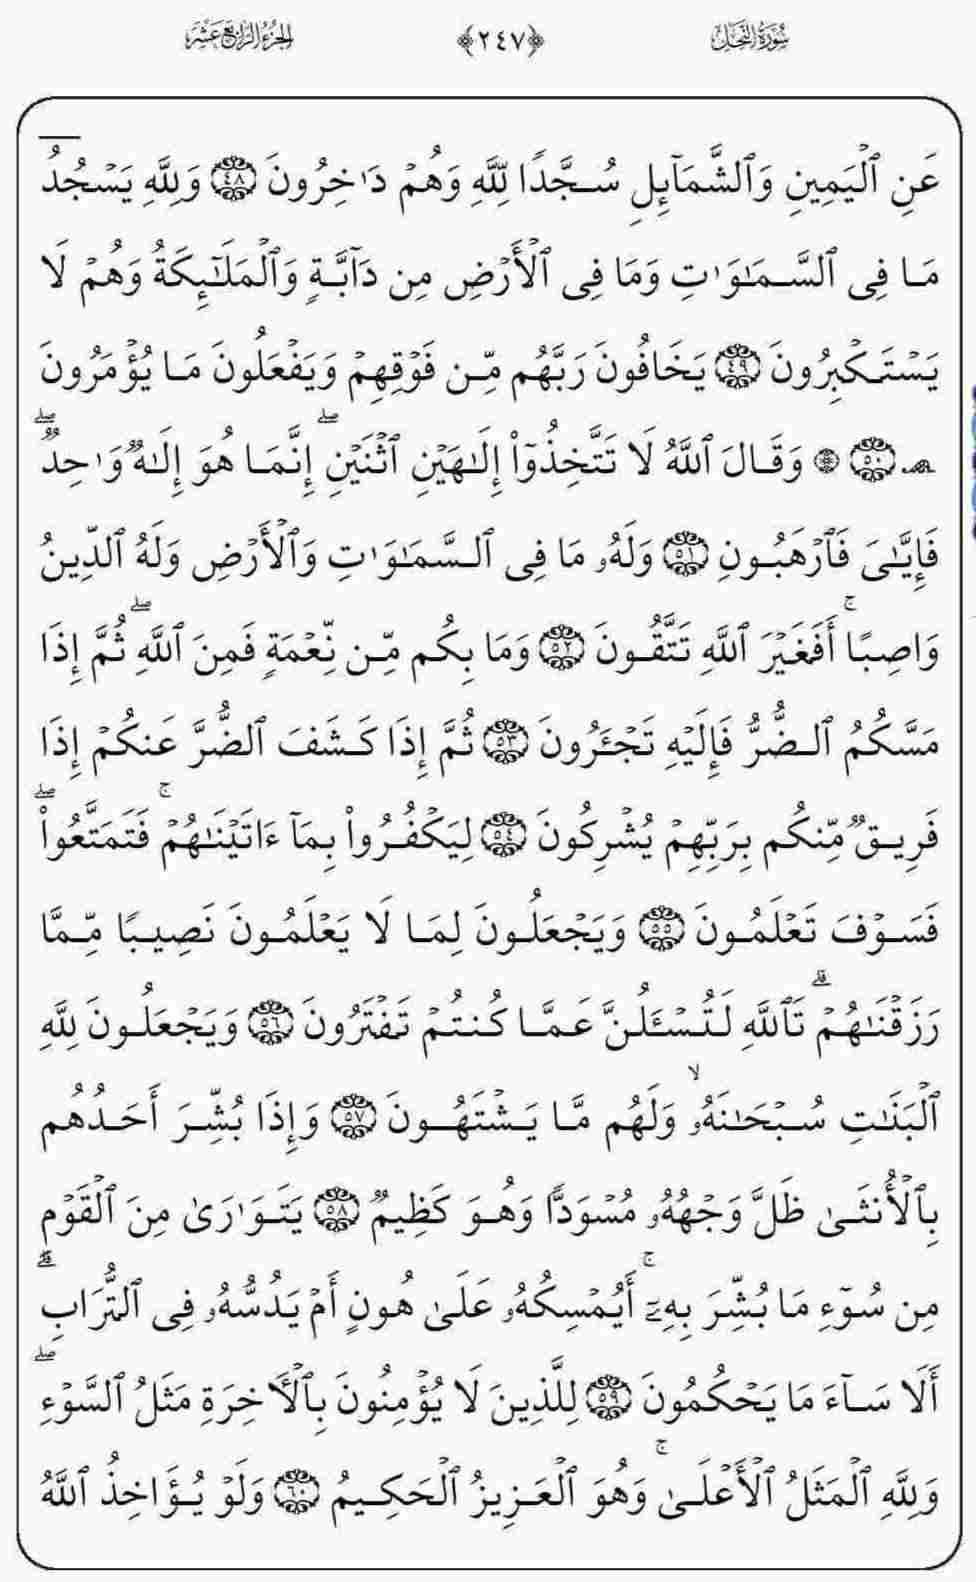 سُورَةُ النَّحْلِ ﴿٢٤٧﴾ الجُزْءُ الرَّابِعَ عَشَرَ
عَنِ ٱلۡيَمِينِ وَٱلشَّمَآئِلِ سُجَّدًا لِّلَّهِ وَهُمۡ دَٰخِرُونَ ٤٨ وَلِلَّهِ يَسۡجُدُۤ
مَا فِي ٱلسَّمَٰوَٰتِ وَمَا فِي ٱلۡأَرۡضِ مِن دَآبَّةٖ وَٱلۡمَلَٰٓئِكَةُ وَهُمۡ لَا
يَسۡتَكۡبِرُونَ ٤٩ يَخَافُونَ رَبَّهُم مِّن فَوۡقِهِمۡ وَيَفۡعَلُونَ مَا يُؤۡمَرُونَ
۩ ٥٠ ۞ وَقَالَ ٱللَّهُ لَا تَتَّخِذُوٓاْ إِلَٰهَيۡنِ ٱثۡنَيۡنِۖ إِنَّمَا هُوَ إِلَٰهٞ وَٰحِدٞۖ
فَإِيَّٰيَ فَٱرۡهَبُونِ ٥١ وَلَهُۥ مَا فِي ٱلسَّمَٰوَٰتِ وَٱلۡأَرۡضِ وَلَهُ ٱلدِّينُ
وَاصِبًاۚ أَفَغَيۡرَ ٱللَّهِ تَتَّقُونَ ٥٢ وَمَا بِكُم مِّن نِّعۡمَةٖ فَمِنَ ٱللَّهِۖ ثُمَّ إِذَا
مَسَّكُمُ ٱلضُّرُّ فَإِلَيۡهِ تَجۡـَٔرُونَ ٥٣ ثُمَّ إِذَا كَشَفَ ٱلضُّرَّ عَنكُمۡ إِذَا
فَرِيقٞ مِّنكُم بِرَبِّهِمۡ يُشۡرِكُونَ ٥٤ لِيَكۡفُرُواْ بِمَآ ءَاتَيۡنَٰهُمۡۚ فَتَمَتَّعُواْۖ
فَسَوۡفَ تَعۡلَمُونَ ٥٥ وَيَجۡعَلُونَ لِمَا لَا يَعۡلَمُونَ نَصِيبٗا مِّمَّا
رَزَقۡنَٰهُمۡۗ تَٱللَّهِ لَتُسۡـَٔلُنَّ عَمَّا كُنتُمۡ تَفۡتَرُونَ ٥٦ وَيَجۡعَلُونَ لِلَّهِ
ٱلۡبَنَٰتِ سُبۡحَٰنَهُۥ وَلَهُم مَّا يَشۡتَهُونَ ٥٧ وَإِذَا بُشِّرَ أَحَدُهُم
بِٱلۡأُنثَىٰ ظَلَّ وَجۡهُهُۥ مُسۡوَدّٗا وَهُوَ كَظِيمٞ ٥٨ يَتَوَٰرَىٰ مِنَ ٱلۡقَوۡمِ
مِن سُوٓءِ مَا بُشِّرَ بِهِۦٓۚ أَيُمۡسِكُهُۥ عَلَىٰ هُونٍ أَمۡ يَدُسُّهُۥ فِي ٱلتُّرَابِۗ
أَلَا سَآءَ مَا يَحۡكُمُونَ ٥٩ لِلَّذِينَ لَا يُؤۡمِنُونَ بِٱلۡأٓخِرَةِ مَثَلُ ٱلسَّوۡءِۖ
وَلِلَّهِ ٱلۡمَثَلُ ٱلۡأَعۡلَىٰۚ وَهُوَ ٱلۡعَزِيزُ ٱلۡحَكِيمُ ٦٠ وَلَوۡ يُؤَاخِذُ ٱللَّهُ